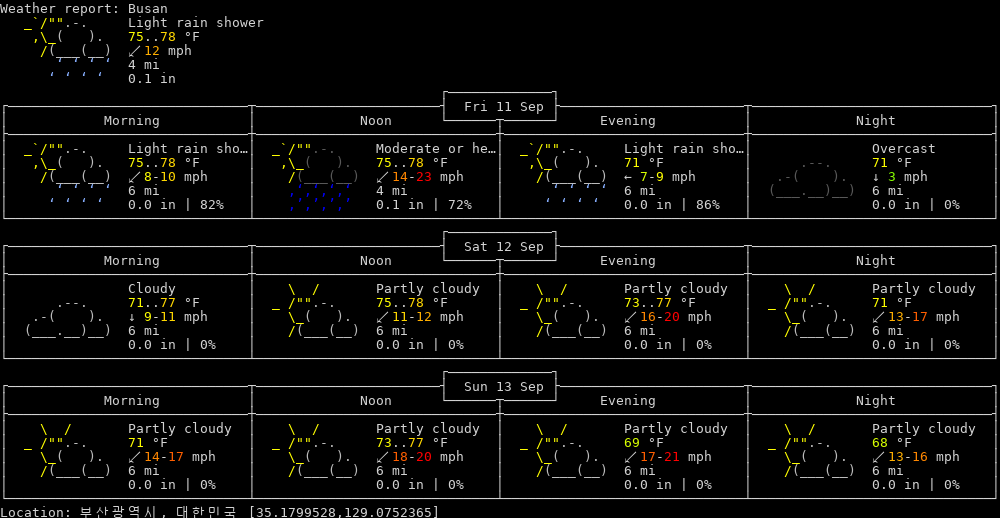 Weather report: Busan
Light rain shower
75..78 °F
↙ 12 mph
4 mi
0.1 in
Fri 11 Sep
Morning Noon Evening Night
Light rain sho… Moderate or he… Light rain sho… Overcast
75..78 °F 75..78 °F 71 °F 71 °F
↙ 8-10 mph ↙ 14-23 mph ← 7-9 mph ↓ 3 mph
6 mi 4 mi 6 mi 6 mi
0.0 in | 82% 0.1 in | 72% 0.0 in | 86% 0.0 in | 0%
Sat 12 Sep
Morning Noon Evening Night
Cloudy Partly cloudy Partly cloudy Partly cloudy
71..77 °F 75..78 °F 73..77 °F 71 °F
↓ 9-11 mph ↙ 11-12 mph ↙ 16-20 mph ↙ 13-17 mph
6 mi 6 mi 6 mi 6 mi
0.0 in | 0% 0.0 in | 0% 0.0 in | 0% 0.0 in | 0%
Sun 13 Sep
Morning Noon Evening Night
Partly cloudy Partly cloudy Partly cloudy Partly cloudy
71 °F 73..77 °F 69 °F 68 °F
↙ 14-17 mph ↙ 18-20 mph ↙ 17-21 mph ↙ 13-16 mph
6 mi 6 mi 6 mi 6 mi
0.0 in | 0% 0.0 in | 0% 0.0 in | 0% 0.0 in | 0%
Location: 부산광역시, 대한민국 [35.1799528,129.0752365]